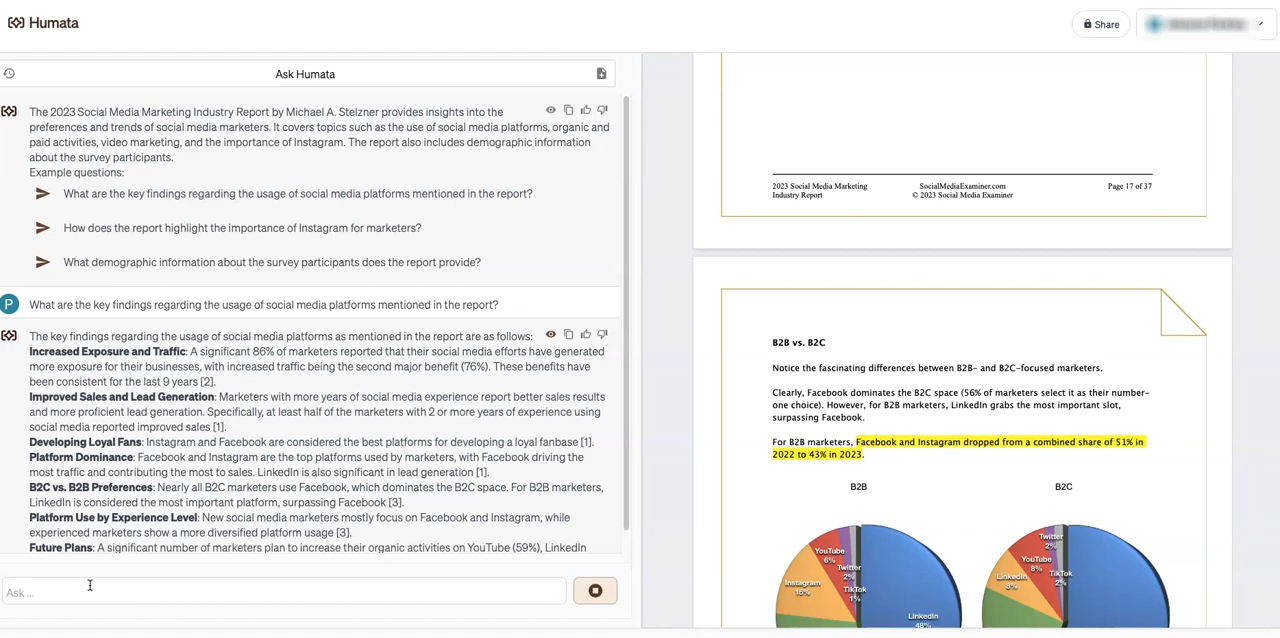 Humata
Share
Ask Humata
The 2023 Social Media Marketing Industry Report by Michael A. Stelzner provides insights into the
preferences and trends of social media marketers. It covers topics such as the use of social media platforms, organic and
paid activities, video marketing, and the importance of Instagram. The report also includes demographic information
about the survey participants.
Example questions:
What are the key findings regarding the usage of social media platforms mentioned in the report?
How does the report highlight the importance of Instagram for marketers?
What demographic information about the survey participants does the report provide?
P
What are the key findings regarding the usage of social media platforms mentioned in the report?
The key findings regarding the usage of social media platforms as mentioned in the report are as follows:
Increased Exposure and Traffic: A significant 86% of marketers reported that their social media efforts have generated
more exposure for their businesses, with increased traffic being the second major benefit (76%). These benefits have
been consistent for the last 9 years [2].
Improved Sales and Lead Generation: Marketers with more years of social media experience report better sales results
and more proficient lead generation. Specifically, at least half of the marketers with 2 or more years of experience using
social media reported improved sales [1].
Developing Loyal Fans: Instagram and Facebook are considered the best platforms for developing a loyal fanbase [1].
Platform Dominance: Facebook and Instagram are the top platforms used by marketers, with Facebook driving the
most traffic and contributing the most to sales. LinkedIn is also significant in lead generation [1].
B2C vs. B2B Preferences: Nearly all B2C marketers use Facebook, which dominates the B2C space. For B2B marketers,
LinkedIn is considered the most important platform, surpassing Facebook [3].
Platform Use by Experience Level: New social media marketers mostly focus on Facebook and Instagram, while
experienced marketers show a more diversified platform usage [3].
Future Plans: A significant number of marketers plan to increase their organic activities on YouTube (59%), LinkedIn
Ask ...
2023 Social Media Marketing
Industry Report
SocialMediaExaminer.com
© 2023 Social Media Examiner
Page 17 of 37
B2B vs. B2C
Notice the fascinating differences between B2B- and B2C-focused marketers.
Clearly, Facebook dominates the B2C space (56% of marketers select it as their number-
one choice). However, for B2B marketers, LinkedIn grabs the most important slot,
surpassing Facebook.
For B2B marketers, Facebook and Instagram dropped from a combined share of 51% in
2022 to 43% in 2023.
B2B
YouTube
6%
Twitter
2%
TikTok
1%
Instagram
15%
LinkedIn
48%
B2C
Twitter
2%
YouTube
8%
TikTok
2%
LinkedIn
8%